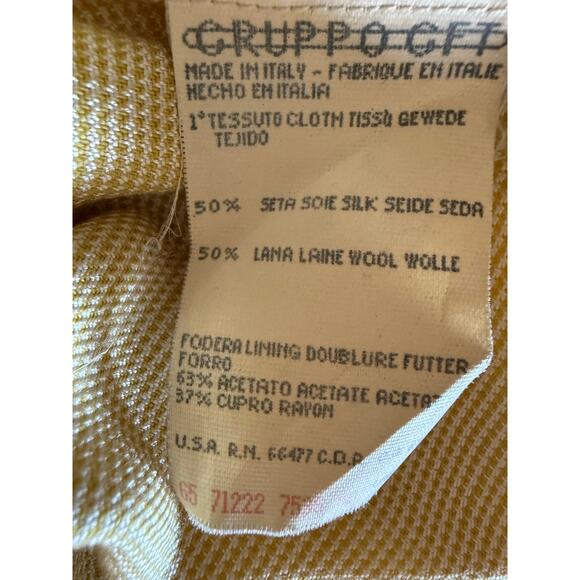 GRUPPO GFT
MADE IN ITALY - FABRIQUE EN ITALIE
HECHO EN ITALIA
1° TESSUTO CLOTH TISSU GEWEDE
TEJIDO
50% SETA SOIE SILK SEIDE SEDA
50% LANA LAINE WOOL WOLLE
FODERA LINING DOUBLURE FUTTER
FORRO
63% ACETATO ACETATE
37% CUPRO RAYON
U.S.A. R.N. 66477 C.D.A.
65 71222